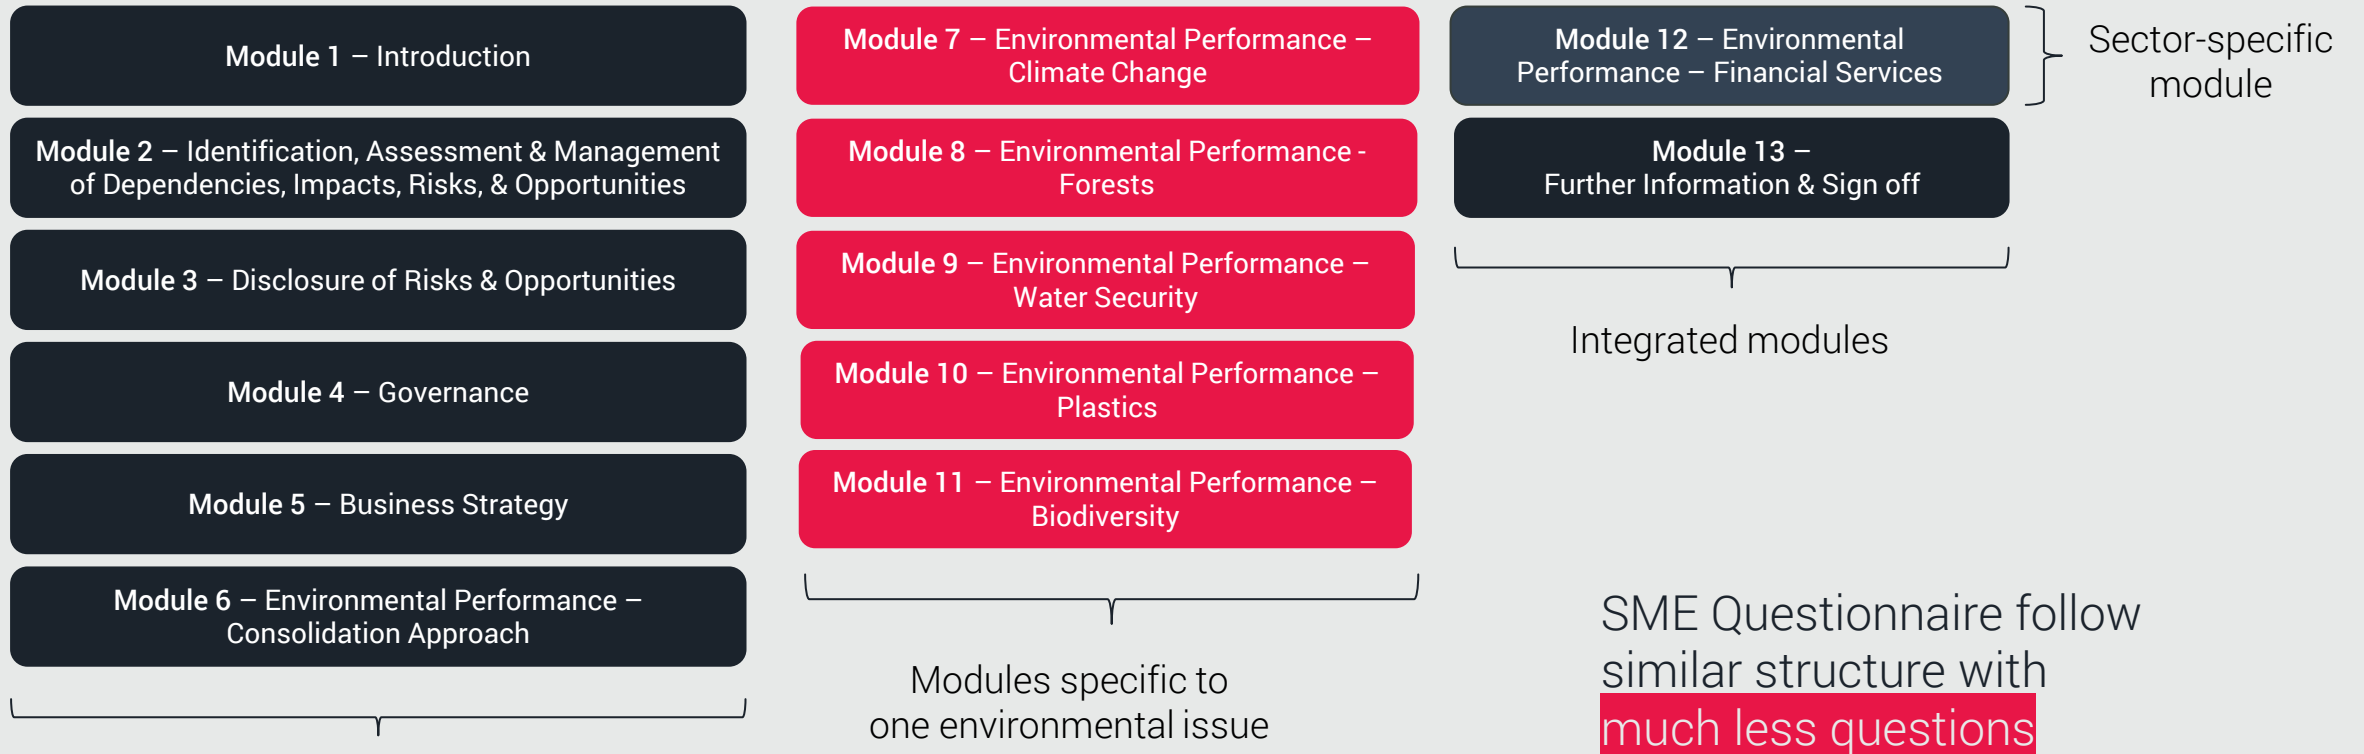 Module 1 – Introduction
Module 2 – Identification, Assessment & Management
of Dependencies, Impacts, Risks, & Opportunities
Module 3 – Disclosure of Risks & Opportunities
Module 4 – Governance
Module 5 – Business Strategy
Module 6 – Environmental Performance –
Consolidation Approach
Module 7 – Environmental Performance –
Climate Change
Module 8 – Environmental Performance -
Forests
Module 9 – Environmental Performance –
Water Security
Module 10 – Environmental Performance –
Plastics
Module 11 – Environmental Performance –
Biodiversity
Modules specific to
one environmental issue
Module 12 – Environmental
Performance – Financial Services
Sector-specific
module
Module 13 –
Further Information & Sign off
Integrated modules
SME Questionnaire follow
similar structure with
much less questions